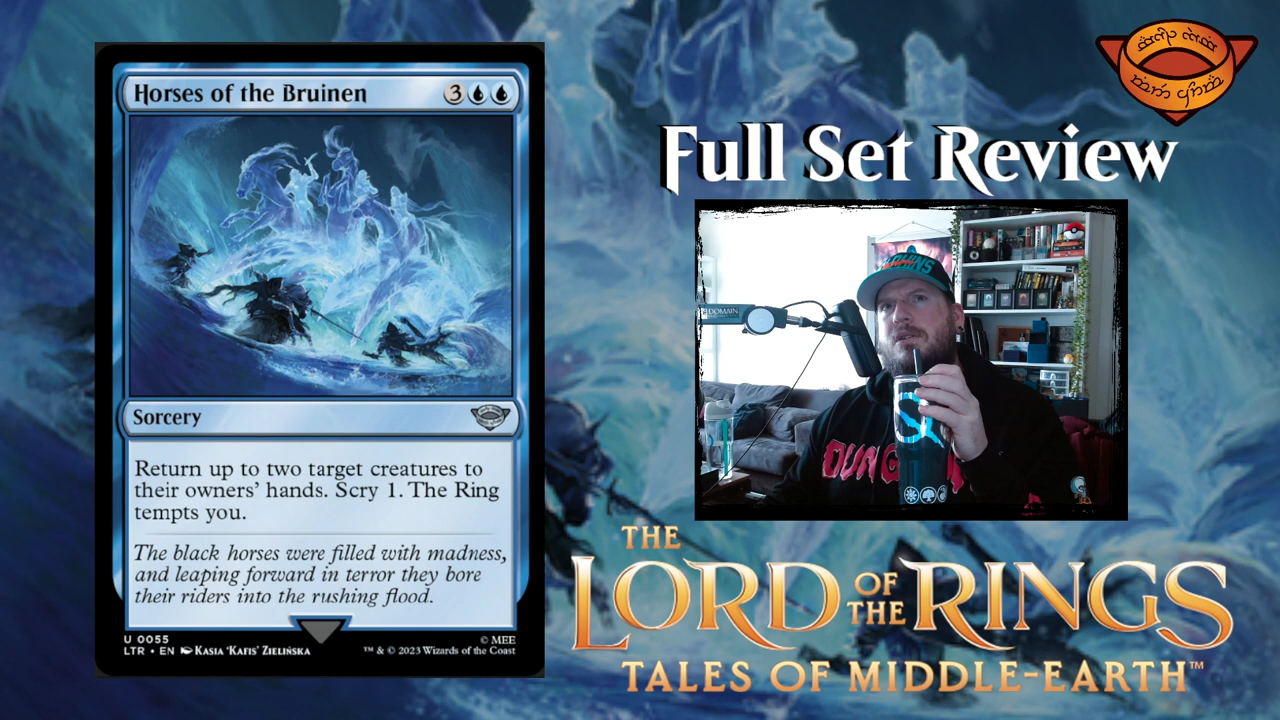 Horses of the Bruinen
3
Sorcery
Return up to two target creatures to
their owners' hands. Scry 1. The Ring
tempts you.
The black horses were filled with madness,
and leaping forward in terror they bore
their riders into the rushing flood.
U 0055
LTR • EN KASIA 'KAFIS' ZIELIŃSKA
© MEE
™ & © 2023 Wizards of the Coast
Full Set Review
DOMAIN
THE
LORD OF THE RINGS
TALES OF MIDDLE-EARTH™